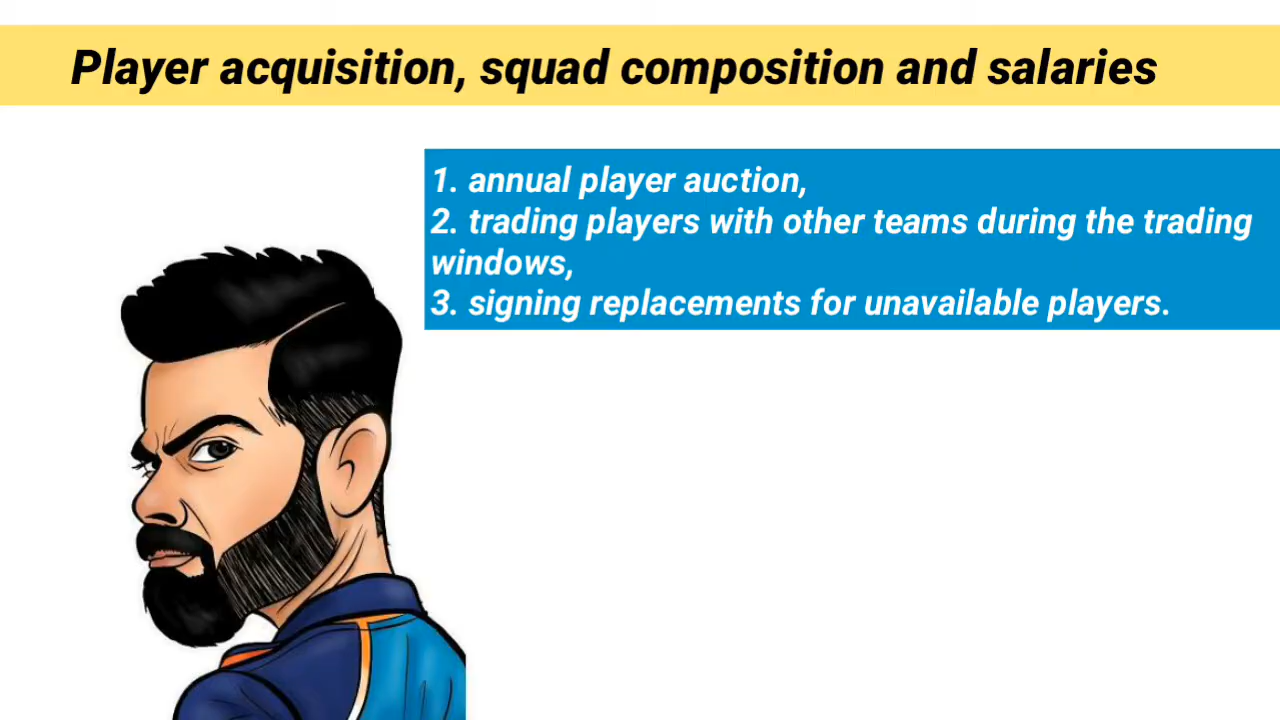 Player acquisition, squad composition and salaries
1. annual player auction,
2. trading players with other teams during the trading
windows,
3. signing replacements for unavailable players.